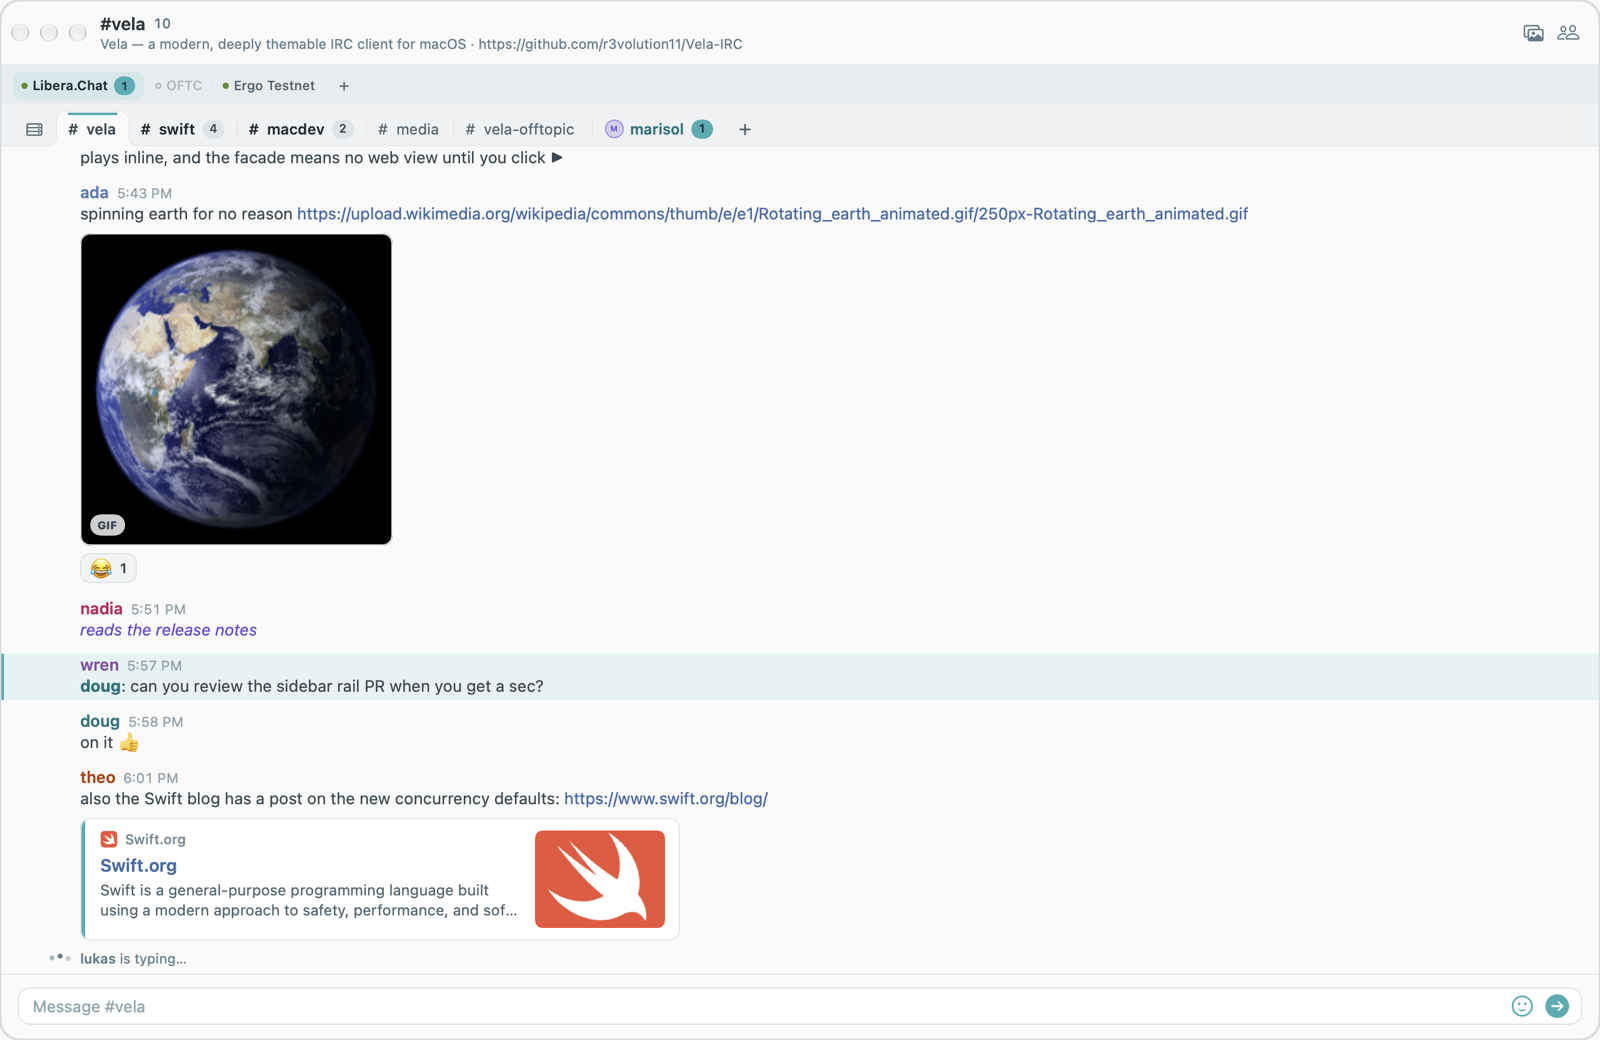 #vela 10
Vela — a modern, deeply themable IRC client for macOS · https://github.com/r3volution11/Vela-IRC
Libera.Chat 1 OFTC Ergo Testnet +
# vela # swift 4 # macdev 2 # media # vela-offtopic M marisol 1 +
plays inline, and the facade means no web view until you click ▶
ada 5:43 PM
spinning earth for no reason https://upload.wikimedia.org/wikipedia/commons/thumb/e/e1/Rotating_earth_animated.gif/250px-Rotating_earth_animated.gif
GIF
😂 1
nadia 5:51 PM
reads the release notes
wren 5:57 PM
doug: can you review the sidebar rail PR when you get a sec?
doug 5:58 PM
on it 👍
theo 6:01 PM
also the Swift blog has a post on the new concurrency defaults: https://www.swift.org/blog/
Swift.org
Swift.org
Swift is a general-purpose programming language built
using a modern approach to safety, performance, and sof...
lukas is typing...
Message #vela